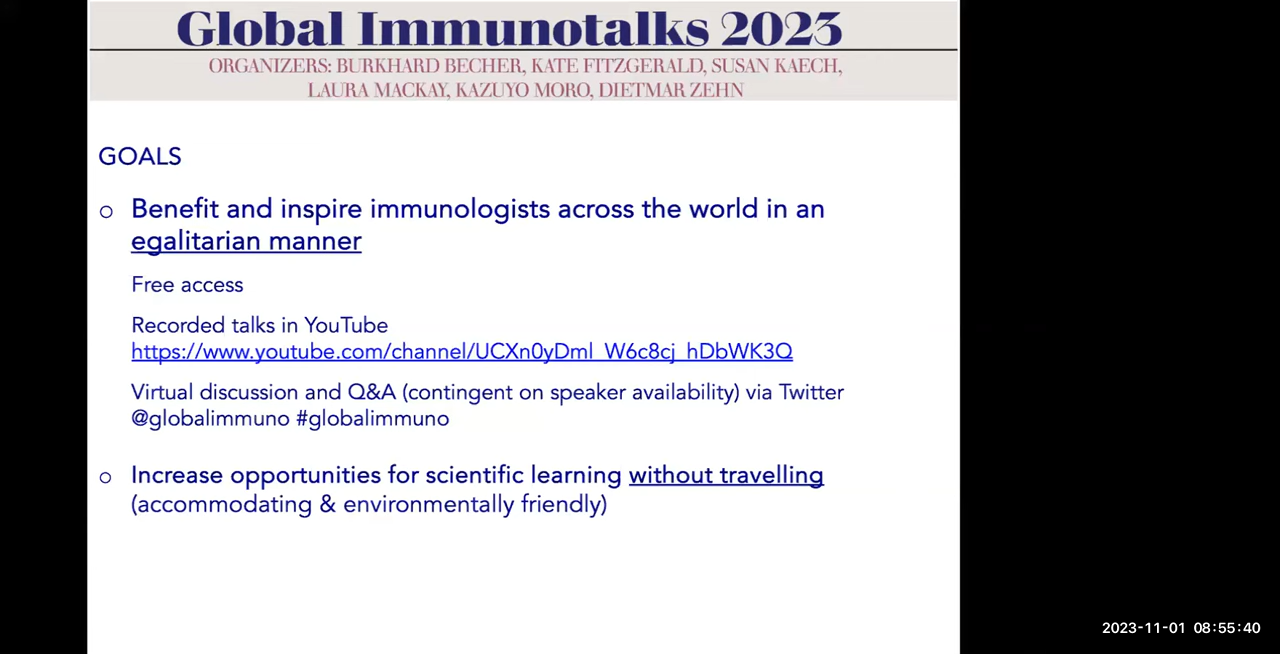 Global Immunotalks 2023
ORGANIZERS: BURKHARD BECHER, KATE FITZGERALD, SUSAN KAECH,
LAURA MACKAY, KAZUYO MORO, DIETMAR ZEHN
GOALS
Benefit and inspire immunologists across the world in an
egalitarian manner
Free access
Recorded talks in YouTube
https://www.youtube.com/channel/UCXn0yDml_W6c8cj_hDbWK3Q
Virtual discussion and Q&A (contingent on speaker availability) via Twitter
@globalimmuno #globalimmuno
Increase opportunities for scientific learning without travelling
(accommodating & environmentally friendly)
2023-11-01 08:55:40